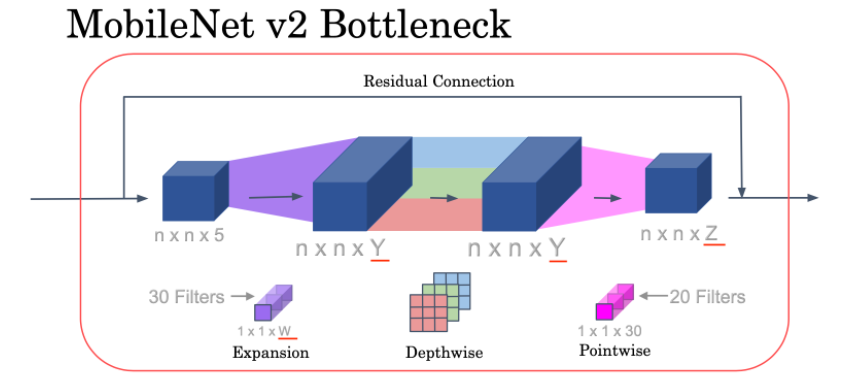 MobileNet v2 Bottleneck
Residual Connection
n x n x 5
n x n x Y
n x n x Y
n x n x Z
30 Filters
20 Filters
1 x 1 x W
1 x 1 x 30
Expansion
Depthwise
Pointwise